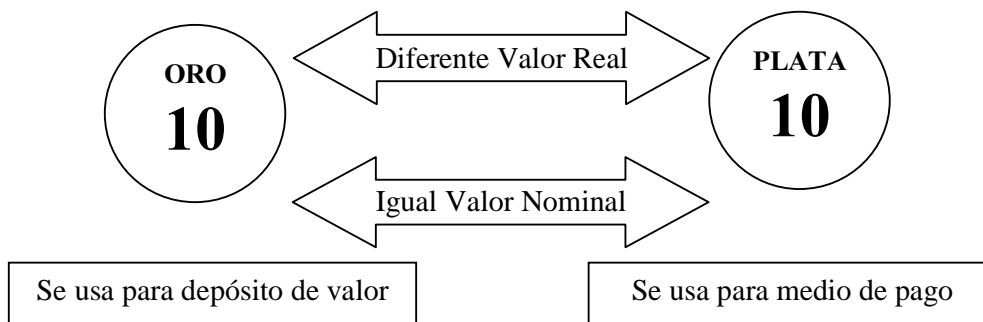 ORO
10
Diferente Valor Real
PLATA
10
Igual Valor Nominal
Se usa para depósito de valor
Se usa para medio de pago